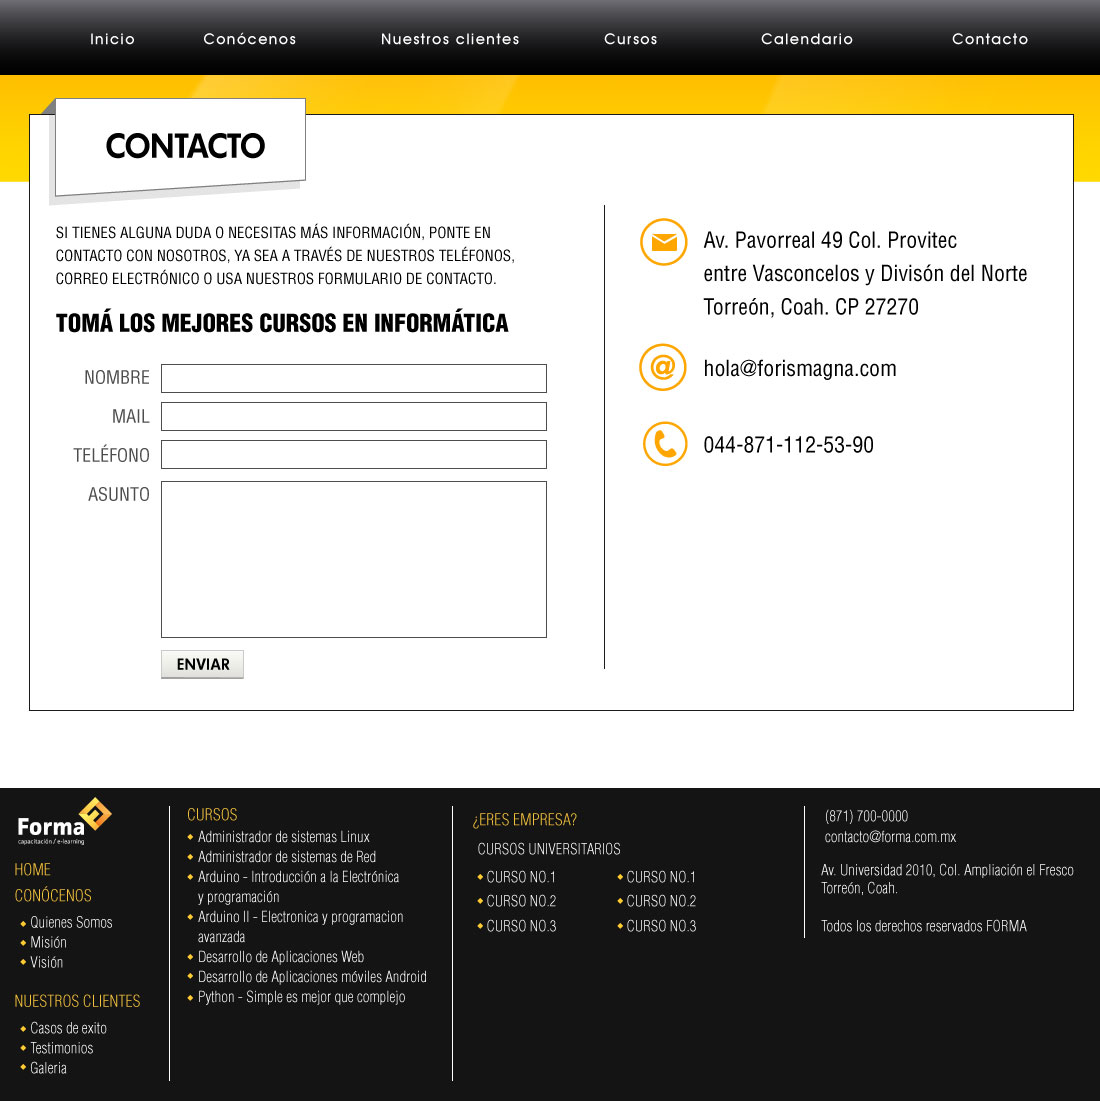 Inicio
Conócenos
Nuestros clientes
Cursos
Calendario
Contacto
CONTACTO
SI TIENES ALGUNA DUDA O NECESITAS MÁS INFORMACIÓN, PONTE EN
CONTACTO CON NOSOTROS, YA SEA A TRAVÉS DE NUESTROS TELÉFONOS,
CORREO ELECTRÓNICO O USA NUESTROS FORMULARIO DE CONTACTO.
TOMÁ LOS MEJORES CURSOS EN INFORMÁTICA
NOMBRE
MAIL
TELÉFONO
ASUNTO
ENVIAR
Av. Pavorreal 49 Col. Provitec
entre Vasconcelos y Divisón del Norte
Torreón, Coah. CP 27270
hola@forismagna.com
044-871-112-53-90
Forma
capacitación / e-learning
HOME
CONÓCENOS
Quienes Somos
Misión
Visión
NUESTROS CLIENTES
Casos de exito
Testimonios
Galeria
CURSOS
Administrador de sistemas Linux
Administrador de sistemas de Red
Arduino - Introducción a la Electrónica
y programación
Arduino II - Electronica y programacion
avanzada
Desarrollo de Aplicaciones Web
Desarrollo de Aplicaciones móviles Android
Python - Simple es mejor que complejo
¿ERES EMPRESA?
CURSOS UNIVERSITARIOS
CURSO NO.1
CURSO NO.2
CURSO NO.3
CURSO NO.1
CURSO NO.2
CURSO NO.3
(871) 700-0000
contacto@forma.com.mx
Av. Universidad 2010, Col. Ampliación el Fresco
Torreón, Coah.
Todos los derechos reservados FORMA